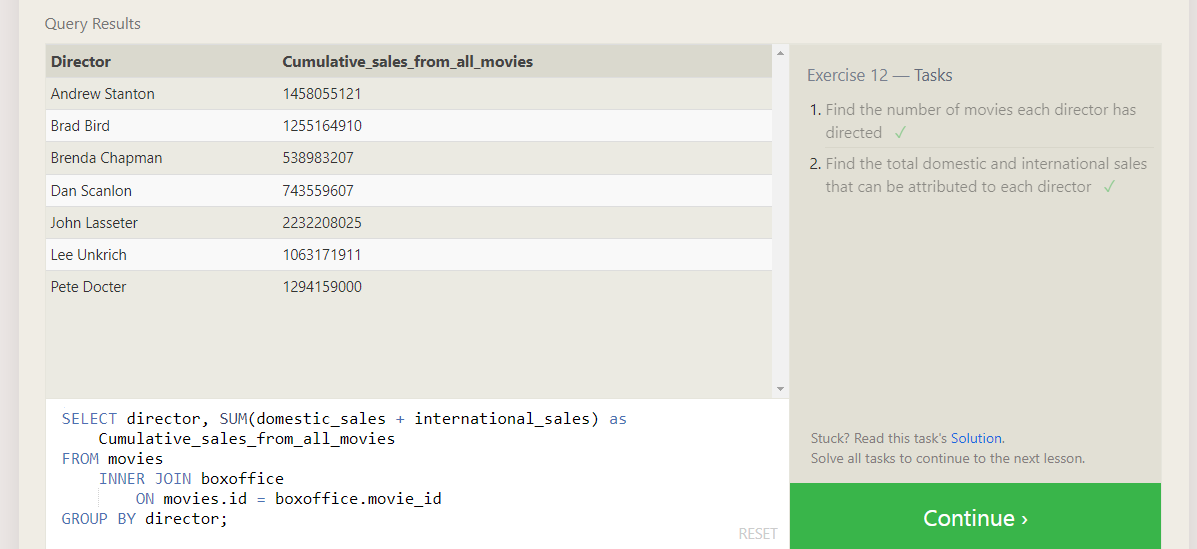 Query Results
Director Cumulative_sales_from_all_movies
Andrew Stanton 1458055121
Brad Bird 1255164910
Brenda Chapman 538983207
Dan Scanlon 743559607
John Lasseter 2232208025
Lee Unkrich 1063171911
Pete Docter 1294159000
SELECT director, SUM(domestic_sales + international_sales) as
Cumulative_sales_from_all_movies
FROM movies
INNER JOIN boxoffice
ON movies.id = boxoffice.movie_id
GROUP BY director;
RESET
Exercise 12 — Tasks
1. Find the number of movies each director has
directed ✓
2. Find the total domestic and international sales
that can be attributed to each director ✓
Stuck? Read this task's Solution.
Solve all tasks to continue to the next lesson.
Continue ›